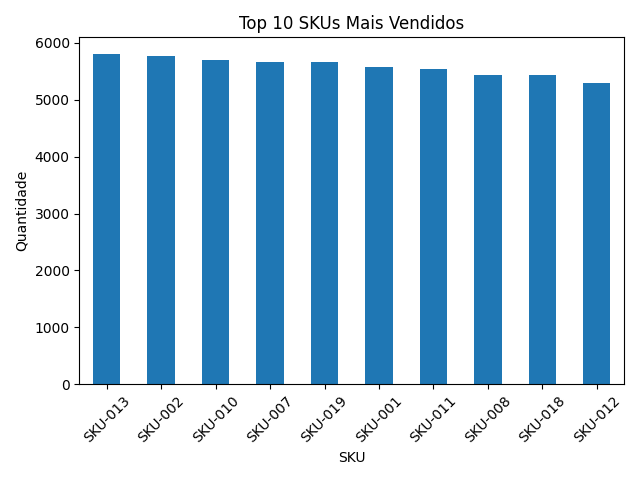 Top 10 SKUs Mais Vendidos
Quantidade
6000
5000
4000
3000
2000
1000
0
SKU-013
SKU-002
SKU-010
SKU-007
SKU-019
SKU-001
SKU-011
SKU-008
SKU-018
SKU-012
SKU